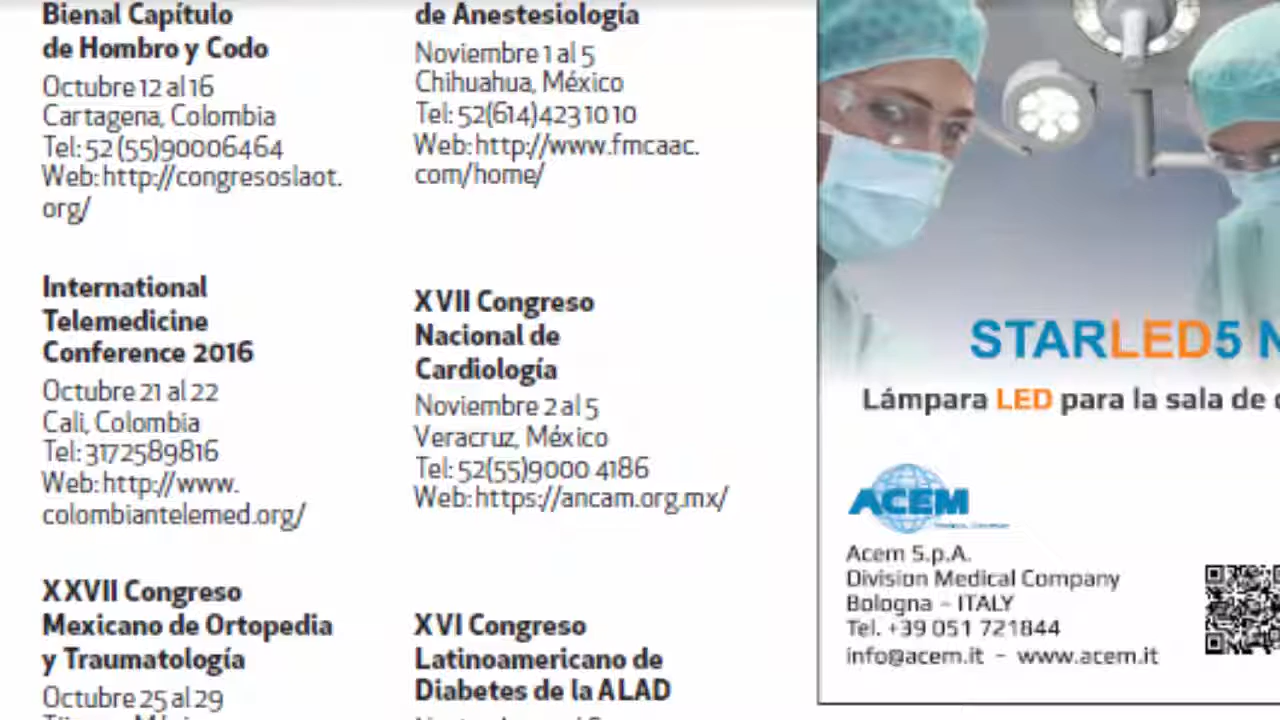 Bienal Capítulo
de Hombro y Codo
Octubre 12 al 16
Cartagena, Colombia
Tel: 52 (55)90006464
Web: http://congresoslaot.
org/
International
Telemedicine
Conference 2016
Octubre 21 al 22
Cali, Colombia
Tel: 3172589816
Web: http://www.
colombiantelemed.org/
XXVII Congreso
Mexicano de Ortopedia
y Traumatología
Octubre 25 al 29
de Anestesiología
Noviembre 1 al 5
Chihuahua, México
Tel: 52(614)4231010
Web: http://www.fmcaac.
com/home/
XVII Congreso
Nacional de
Cardiología
Noviembre 2 al 5
Veracruz, México
Tel: 52(55)9000 4186
Web: https://ancam.org.mx/
XVI Congreso
Latinoamericano de
Diabetes de la ALAD
STARLED5 N
Lámpara LED para la sala de
ACEM
Acem S.p.A.
Division Medical Company
Bologna - ITALY
Tel. +39 051 721844
info@acem.it - www.acem.it